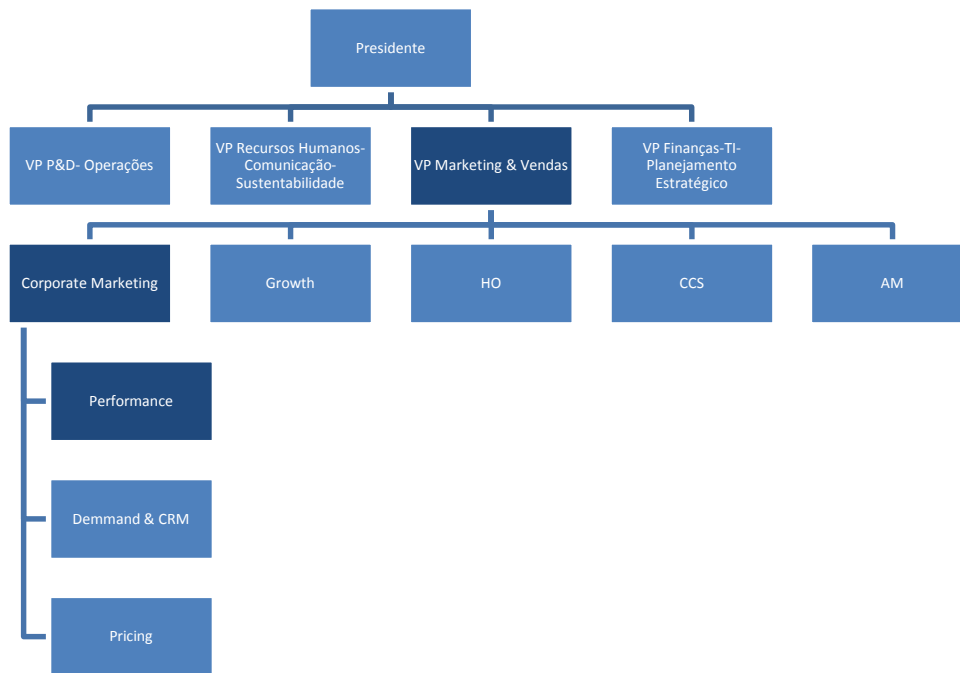 Presidente
VP P&D- Operações
VP Recursos Humanos-
Comunicação-
Sustentabilidade
VP Marketing & Vendas
VP Finanças-TI-
Planejamento
Estratégico
Corporate Marketing
Growth
HO
CCS
AM
Performance
Demmand & CRM
Pricing